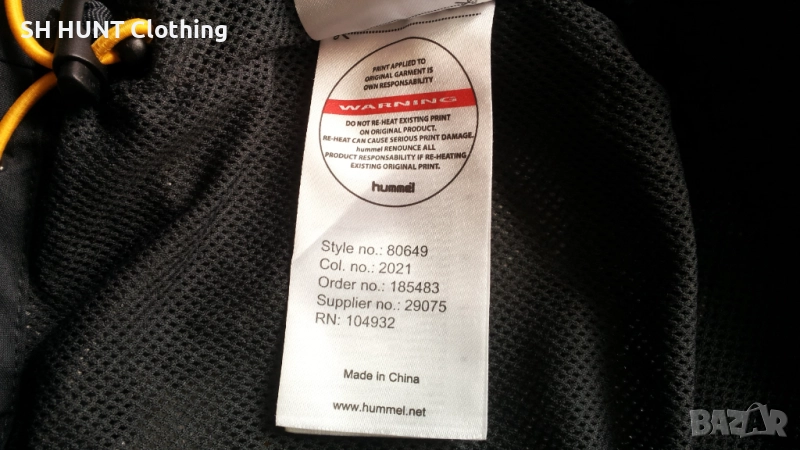 SH HUNT Clothing
PRINT APPLIED TO
ORIGINAL GARMENT IS
OWN RESPONSABILITY
WARNING
DO NOT RE-HEAT EXISTING PRINT
ON ORIGINAL PRODUCT.
RE-HEAT CAN CAUSE SERIOUS PRINT DAMAGE.
hummel RENOUNCE ALL
PRODUCT RESPONSABILITY IF RE-HEATING
EXISTING ORIGINAL PRINT.
hummel
Style no.: 80649
Col. no.: 2021
Order no.: 185483
Supplier no.: 29075
RN: 104932
Made in China
www.hummel.net
BAZAR